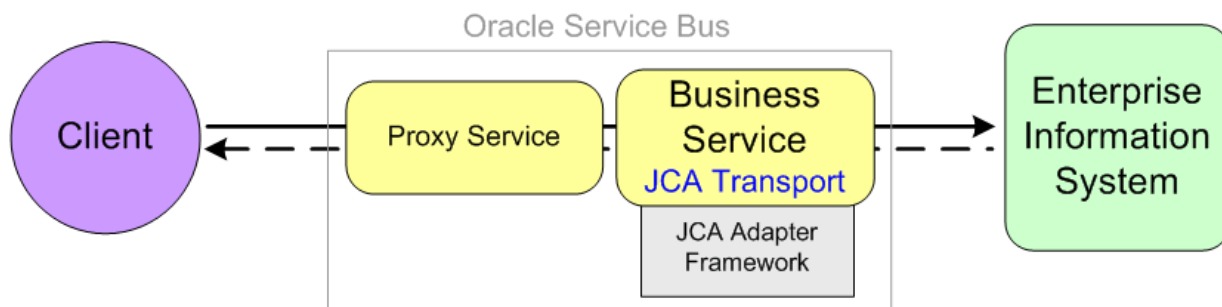 Oracle Service Bus
Client
Proxy Service
Business
Service
JCA Transport
JCA Adapter
Framework
Enterprise
Information
System